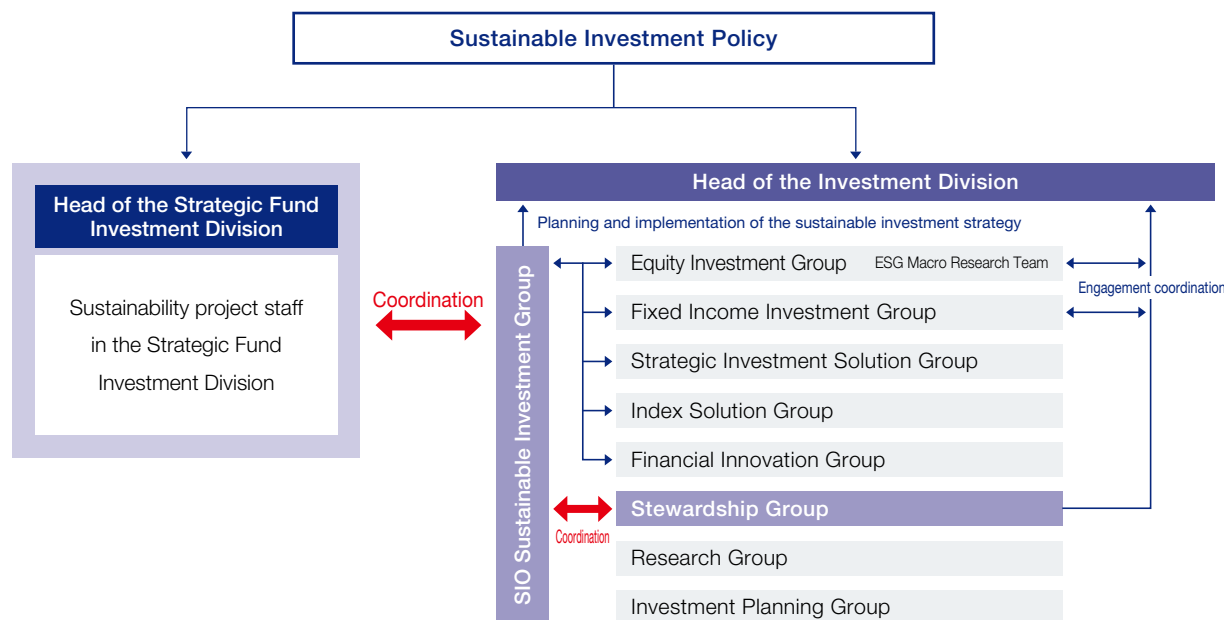 Sustainable Investment Policy
Head of the Strategic Fund
Investment Division
Sustainability project staff
in the Strategic Fund
Investment Division
Coordination
Head of the Investment Division
Planning and implementation of the sustainable investment strategy
SIO Sustainable Investment Group
Equity Investment Group ESG Macro Research Team
Engagement coordination
Fixed Income Investment Group
Strategic Investment Solution Group
Index Solution Group
Financial Innovation Group
Stewardship Group
Coordination
Research Group
Investment Planning Group